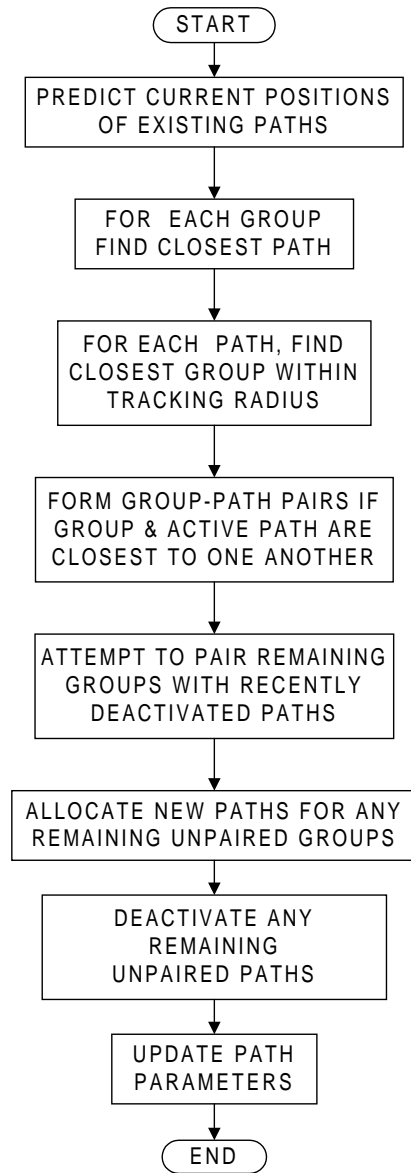 START
PREDICT CURRENT POSITIONS
OF EXISTING PATHS
FOR EACH GROUP
FIND CLOSEST PATH
FOR EACH PATH, FIND
CLOSEST GROUP WITHIN
TRACKING RADIUS
FORM GROUP-PATH PAIRS IF
GROUP & ACTIVE PATH ARE
CLOSEST TO ONE ANOTHER
ATTEMPT TO PAIR REMAINING
GROUPS WITH RECENTLY
DEACTIVATED PATHS
ALLOCATE NEW PATHS FOR ANY
REMAINING UNPAIRED GROUPS
DEACTIVATE ANY
REMAINING
UNPAIRED PATHS
UPDATE PATH
PARAMETERS
END